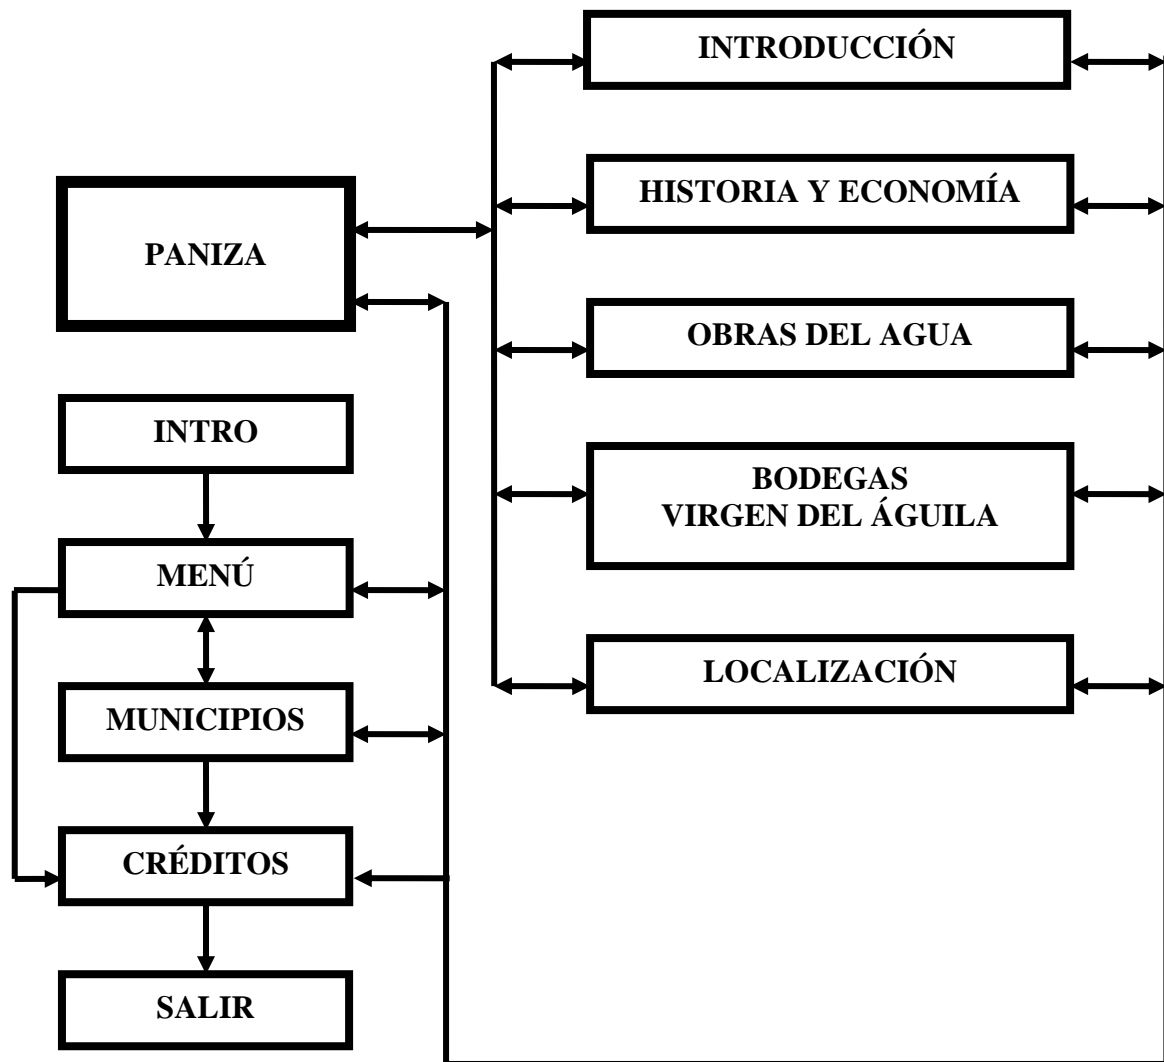 INTRODUCCIÓN
HISTORIA Y ECONOMÍA
PANIZA
OBRAS DEL AGUA
INTRO
BODEGAS
VIRGEN DEL ÁGUILA
MENÚ
LOCALIZACIÓN
MUNICIPIOS
CRÉDITOS
SALIR